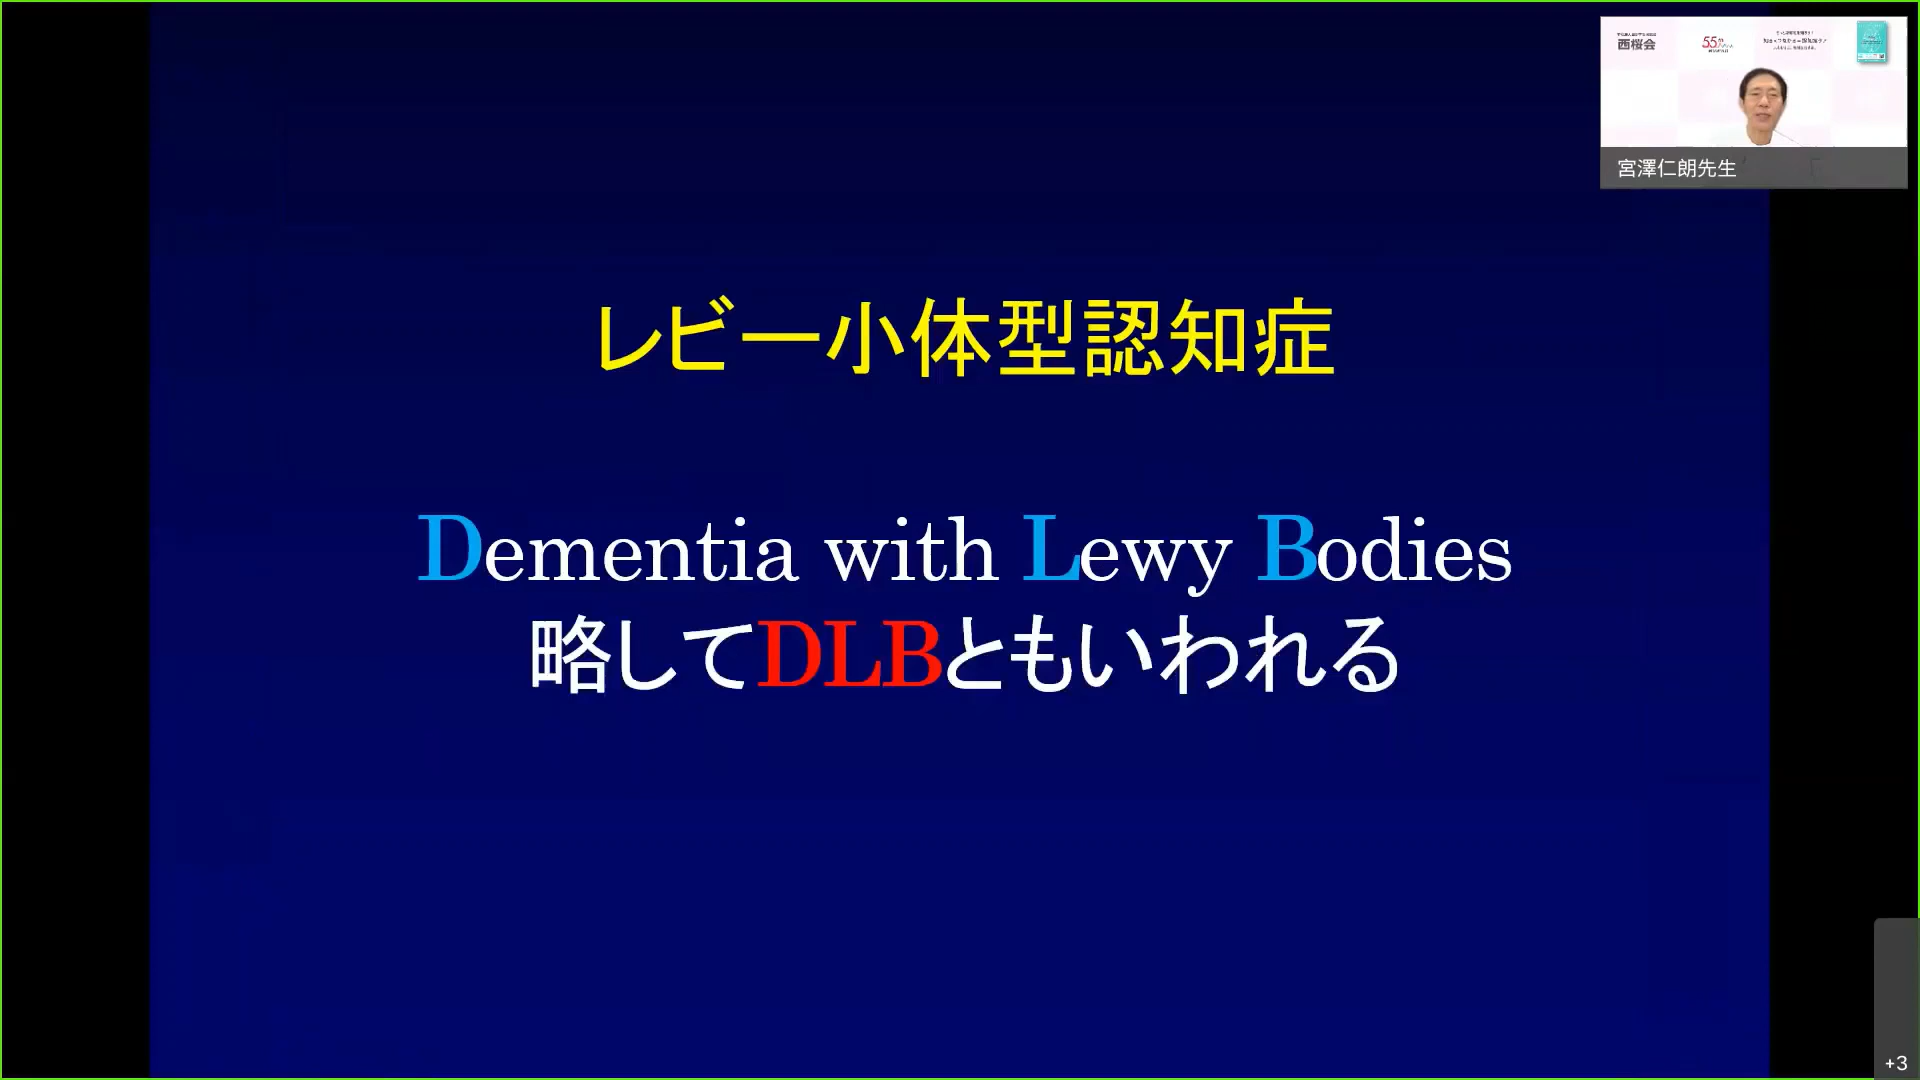 西桜会
55
宮澤仁朗先生
レビー小体型認知症
Dementia with Lewy Bodies
略してDLBともいわれる
+3